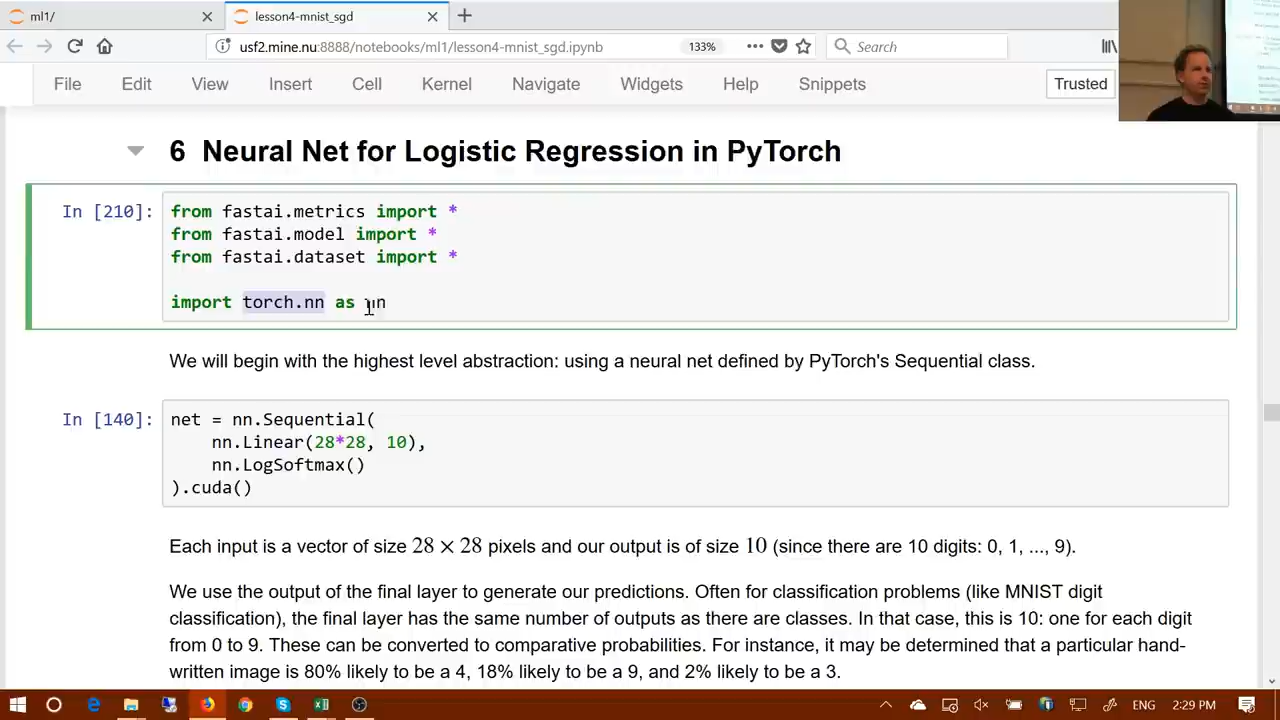 ml1/
lesson4-mnist_sgd
usf2.mine.nu:8888/notebooks/ml1/lesson4-mnist_sgd.ipynb
133%
Search
File Edit View Insert Cell Kernel Navigate Widgets Help Snippets
Trusted
6 Neural Net for Logistic Regression in PyTorch
In [210]:
from fastai.metrics import *
from fastai.model import *
from fastai.dataset import *
import torch.nn as nn
We will begin with the highest level abstraction: using a neural net defined by PyTorch's Sequential class.
In [140]:
net = nn.Sequential(
nn.Linear(28*28, 10),
nn.LogSoftmax()
).cuda()
Each input is a vector of size 28 × 28 pixels and our output is of size 10 (since there are 10 digits: 0, 1, ..., 9).
We use the output of the final layer to generate our predictions. Often for classification problems (like MNIST digit
classification), the final layer has the same number of outputs as there are classes. In that case, this is 10: one for each digit
from 0 to 9. These can be converted to comparative probabilities. For instance, it may be determined that a particular hand-
written image is 80% likely to be a 4, 18% likely to be a 9, and 2% likely to be a 3.
ENG
2:29 PM